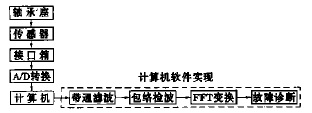 轴承座
传感器
接口箱
A/D转换
计算机软件实现
计算机
带通滤波
包络检波
FFT变换
故障诊断